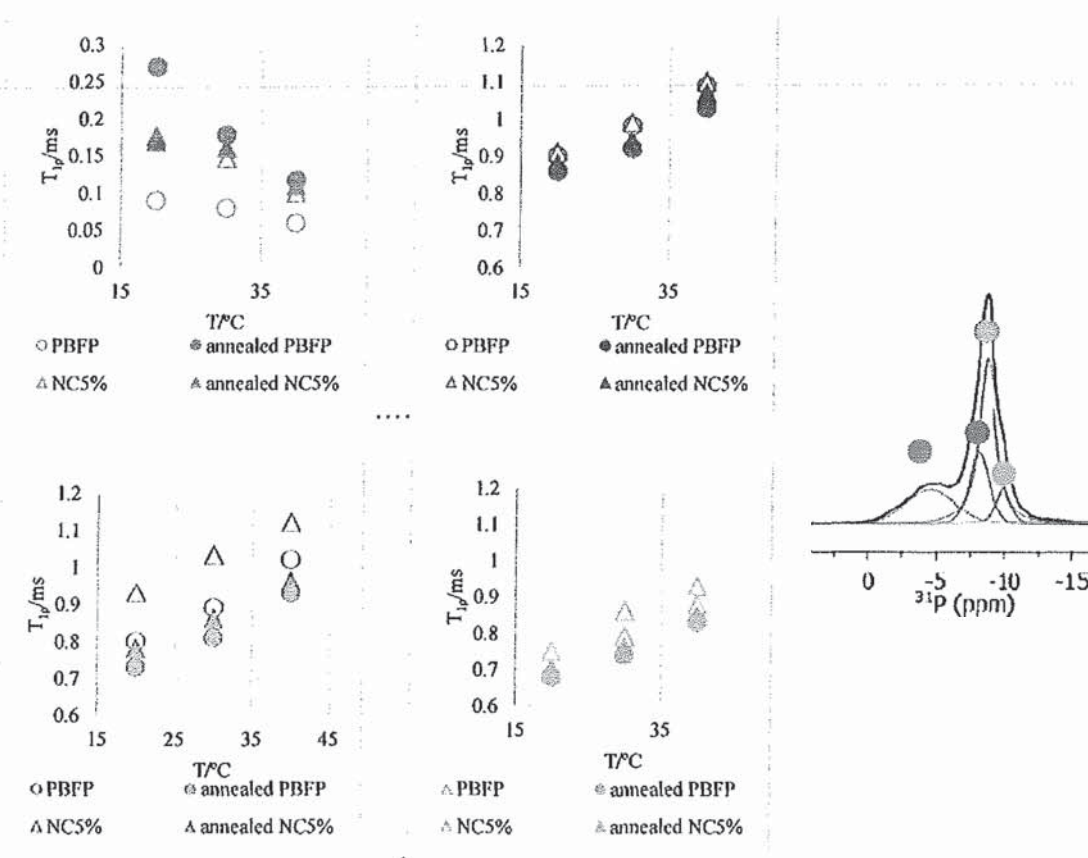 0.3
0.25
0.2
0.15
0.1
0.05
0
T1ρ/ms
15 35
T/°C
PBFP annealed PBFP
NC5% annealed NC5%
1.2
1.1
1
0.9
0.8
0.7
0.6
T1ρ/ms
15 35
T/°C
PBFP annealed PBFP
NC5% annealed NC5%
....
1.2
1.1
1
0.9
0.8
0.7
0.6
T1ρ/ms
15 25 35 45
T/°C
PBFP annealed PBFP
NC5% annealed NC5%
1.2
1.1
1
0.9
0.8
0.7
0.6
T1ρ/ms
15 35
T/°C
PBFP annealed PBFP
NC5% annealed NC5%
0 -5 -10 -15
31P (ppm)